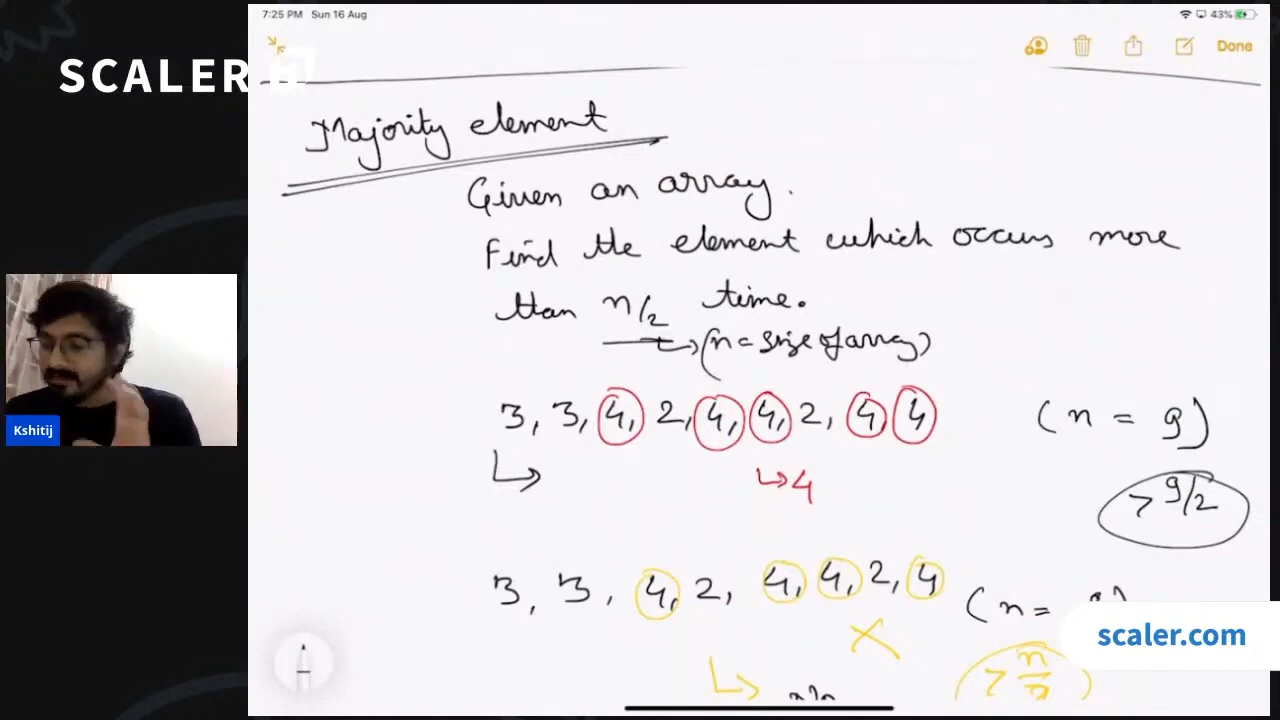 7:25 PM Sun 16 Aug
43%
Done
SCALER
Majority element
Given an array.
Find the element which occurs more
than n/2 time.
(n = size of array)
3, 3, 4, 2, 4, 4, 2, 4 4 (n = 9)
↳ ↳ 4 > 9/2
Kshitij
3, 3, 4, 2, 4, 4, 2, 4 (n =
X
scaler.com
↳ > n/2